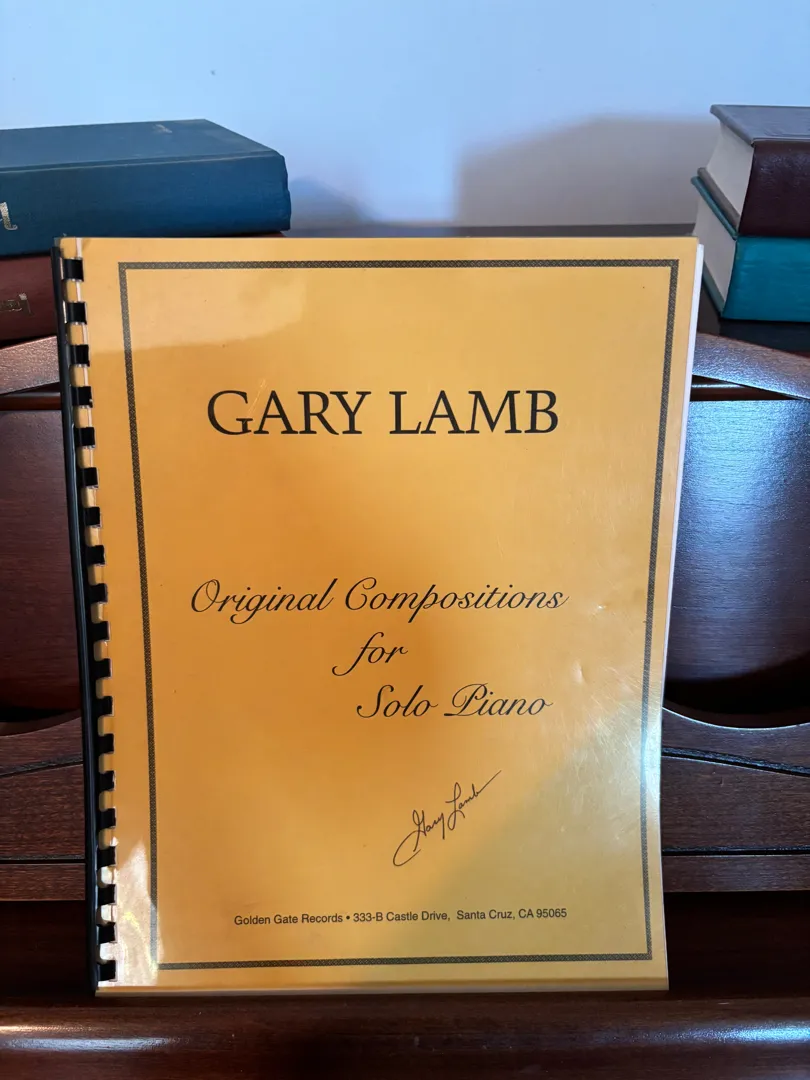 GARY LAMB
Original Compositions
for
Solo Piano
Gary Lamb
Golden Gate Records • 333-B Castle Drive, Santa Cruz, CA 95065